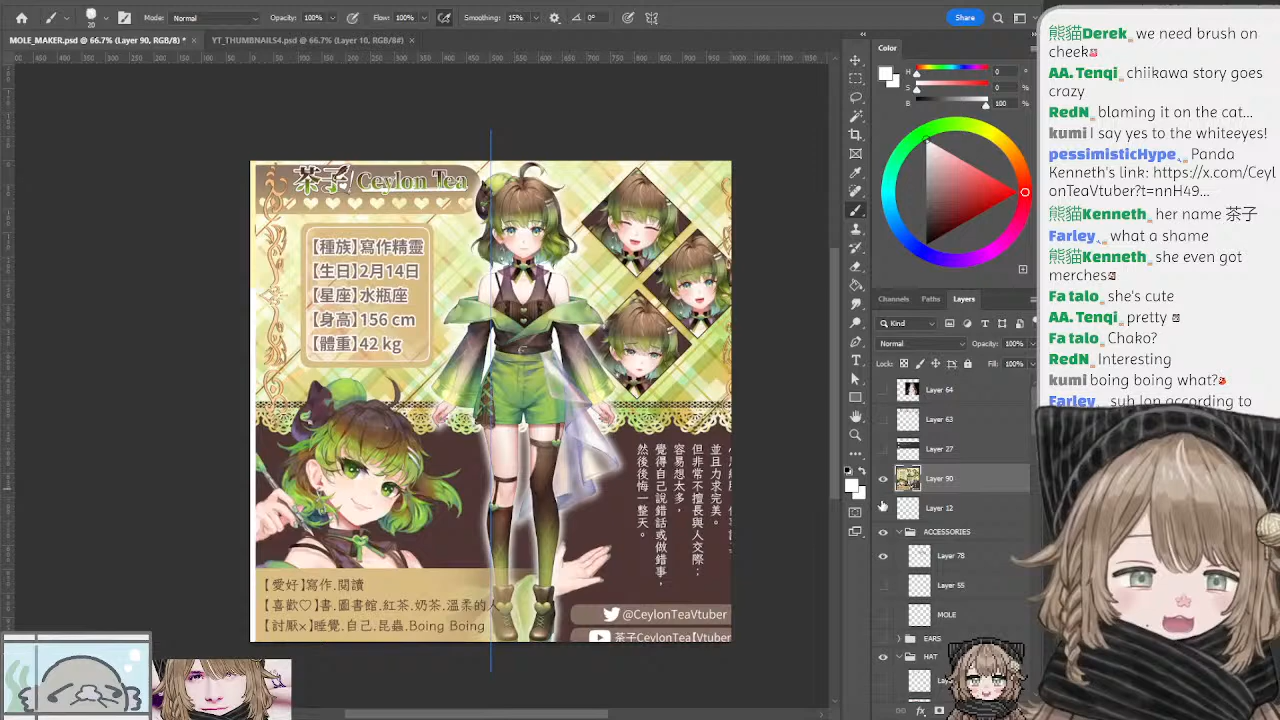 Mode: Normal Opacity: 100% Flow: 100% Smoothing: 15% 0° Share
MOLE_MAKER.psd @ 66.7% (Layer 90, RGB/8) *
YT_THUMBNAILS4.psd @ 66.7% (Layer 10, RGB/8#)
20
茶子 Ceylon Tea
【種族】寫作精靈
【生日】2月14日
【星座】水瓶座
【身高】156 cm
【體重】42 kg
並且力求完美。
但非常不擅長與人交際；
容易想太多，
覺得自己說錯話或做錯事，
然後後悔一整天。
【愛好】寫作.閱讀
【喜歡♡】書.圖書館.紅茶.奶茶.溫柔的人
【討厭×】睡覺.自己.昆蟲.Boing Boing
@CeylonTeaVtuber
茶子CeylonTea【Vtuber
Color
H 0
S 0
B 100
Channels Paths Layers
Kind
Normal Opacity: 100%
Lock: Fill: 100%
Layer 64
Layer 63
Layer 27
Layer 90
Layer 12
ACCESSORIES
Layer 78
Layer 55
MOLE
EARS
HAT
熊貓Derek we need brush on
cheek
AA. Tenqi chiikawa story goes
crazy
RedN blaming it on the cat...
kumi I say yes to the whiteeyes!
pessimisticHype Panda
Kenneth's link: https://x.com/Ceyl
onTeaVtuber?t=nnH49...
熊貓Kenneth her name 茶子
Farley what a shame
熊貓Kenneth she even got
merches
Fa talo she's cute
AA. Tenqi pretty
Fa talo Chako?
RedN Interesting
kumi boing boing what?
Farley suh lon according to